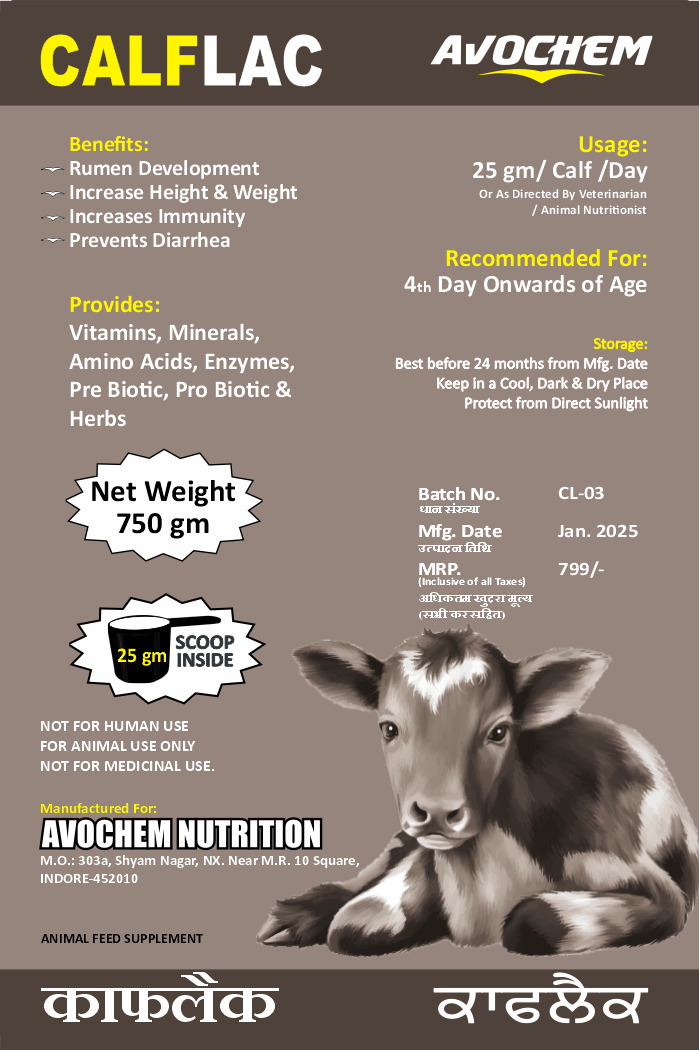 CALFLAC
AVOCHEM
Benefits:
Rumen Development
Increase Height & Weight
Increases Immunity
Prevents Diarrhea
Provides:
Vitamins, Minerals,
Amino Acids, Enzymes,
Pre Biotic, Pro Biotic &
Herbs
Usage:
25 gm/ Calf /Day
Or As Directed By Veterinarian
/ Animal Nutritionist
Recommended For:
4th Day Onwards of Age
Storage:
Best before 24 months from Mfg. Date
Keep in a Cool, Dark & Dry Place
Protect from Direct Sunlight
Net Weight
750 gm
25 gm
SCOOP
INSIDE
Batch No. CL-03
धान संख्या
Mfg. Date Jan. 2025
उत्पादन तिथि
MRP. 799/-
(Inclusive of all Taxes)
अधिकतम खुदरा मूल्य
(सभी कर सहित)
NOT FOR HUMAN USE
FOR ANIMAL USE ONLY
NOT FOR MEDICINAL USE.
Manufactured For:
AVOCHEM NUTRITION
M.O.: 303a, Shyam Nagar, NX. Near M.R. 10 Square,
INDORE-452010
ANIMAL FEED SUPPLEMENT
काफलैक
ਕਾਫਲੈਕ